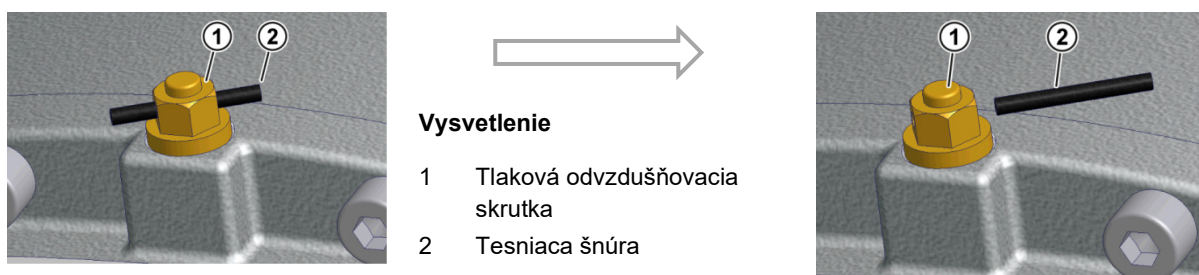 1 2
Vysvetlenie
1 Tlaková odvzdušňovacia
skrutka
2 Tesniaca šnúra
1 2